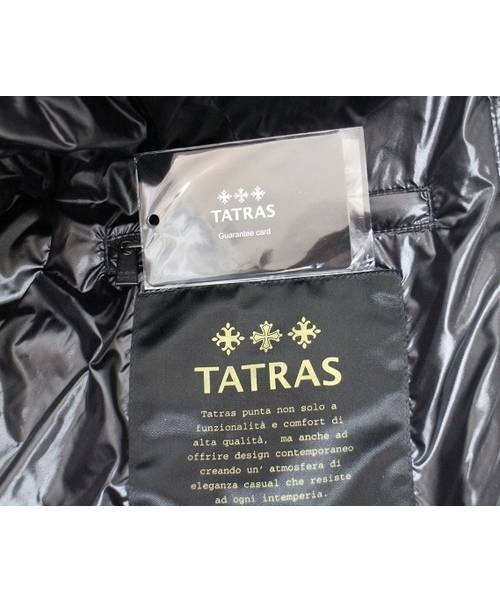 TATRAS
Guarantee card
TATRAS
Tatras punta non solo a
funzionalità e comfort di
alta qualità, ma anche ad
offrire design contemporaneo
creando un' atmosfera di
eleganza casual che resiste
ad ogni intemperia.